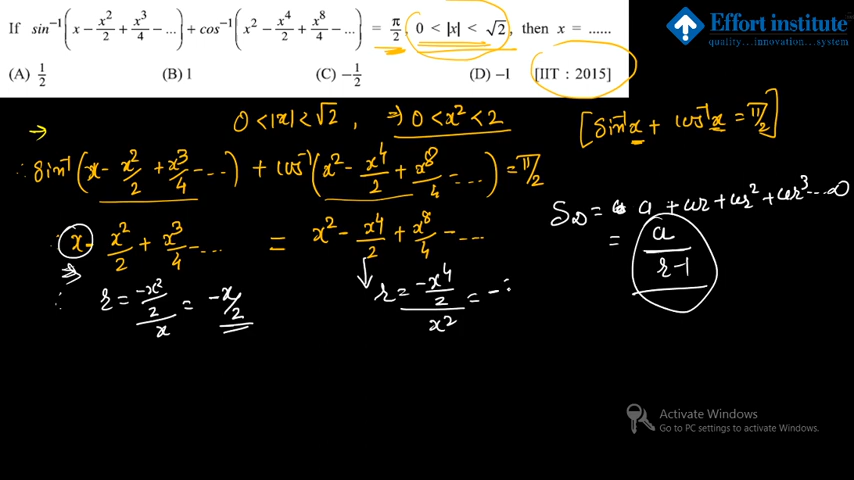 If sin⁻¹(x − x²/2 + x³/4 − ...) + cos⁻¹(x² − x⁴/2 + x⁸/4 − ...) = π/2, 0 < |x| < √2, then x = ......
(A) 1/2 (B) 1 (C) −1/2 (D) −1 [IIT : 2015]
Effort institute
quality...innovation...system
→ 0 < |x| < √2, ⇒ 0 < x² < 2 [sin⁻¹x + cos⁻¹x = π/2]
∴ sin⁻¹(x − x²/2 + x³/4 − ...) + cos⁻¹(x² − x⁴/2 + x⁸/4 − ...) = π/2
S∞ = a + ar + ar² + ar³ ... ∞
∴ x − x²/2 + x³/4 − ... = x² − x⁴/2 + x⁸/4 − ...
= a/(r−1)
⇒
∴ r = (−x²/2)/x = −x/2 r = (−x⁴/2)/x² = −
Activate Windows
Go to PC settings to activate Windows.